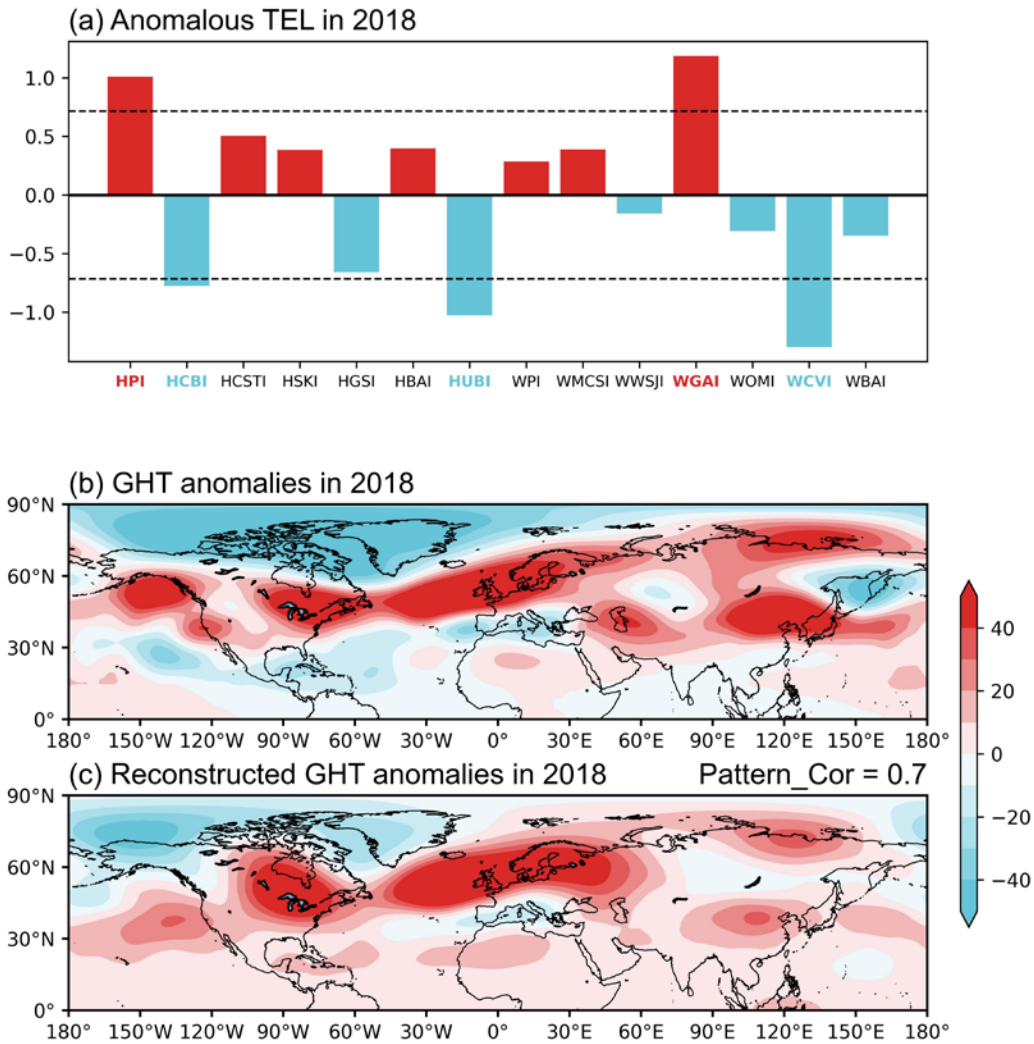 (a) Anomalous TEL in 2018
1.0
0.5
0.0
−0.5
−1.0
HPI HCBI HCSTI HSKI HGSI HBAI HUBI WPI WMCSI WWSJI WGAI WOMI WCVI WBAI
(b) GHT anomalies in 2018
90°N
60°N
30°N
0°
180° 150°W 120°W 90°W 60°W 30°W 0° 30°E 60°E 90°E 120°E 150°E 180°
(c) Reconstructed GHT anomalies in 2018 Pattern_Cor = 0.7
90°N
60°N
30°N
0°
180° 150°W 120°W 90°W 60°W 30°W 0° 30°E 60°E 90°E 120°E 150°E 180°
40
20
0
−20
−40